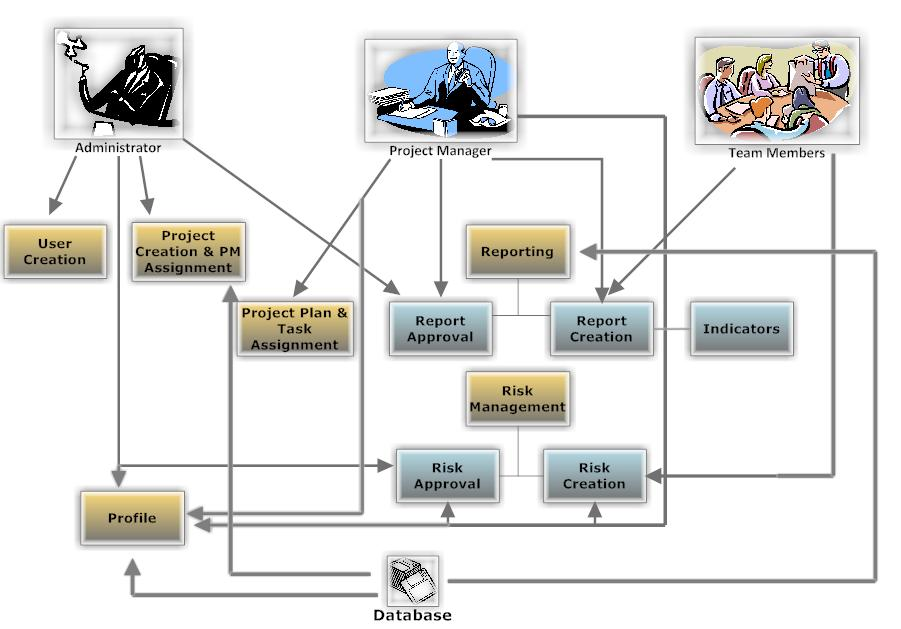 Administrator
Project Manager
Team Members
User
Creation
Project
Creation & PM
Assignment
Reporting
Project Plan &
Task
Assignment
Report
Approval
Report
Creation
Indicators
Risk
Management
Risk
Approval
Risk
Creation
Profile
Database